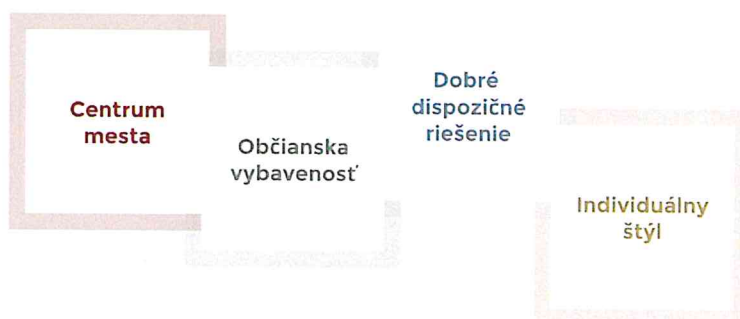 Centrum
mesta
Občianska
vybavenosť
Dobré
dispozičné
riešenie
Individuálny
štýl